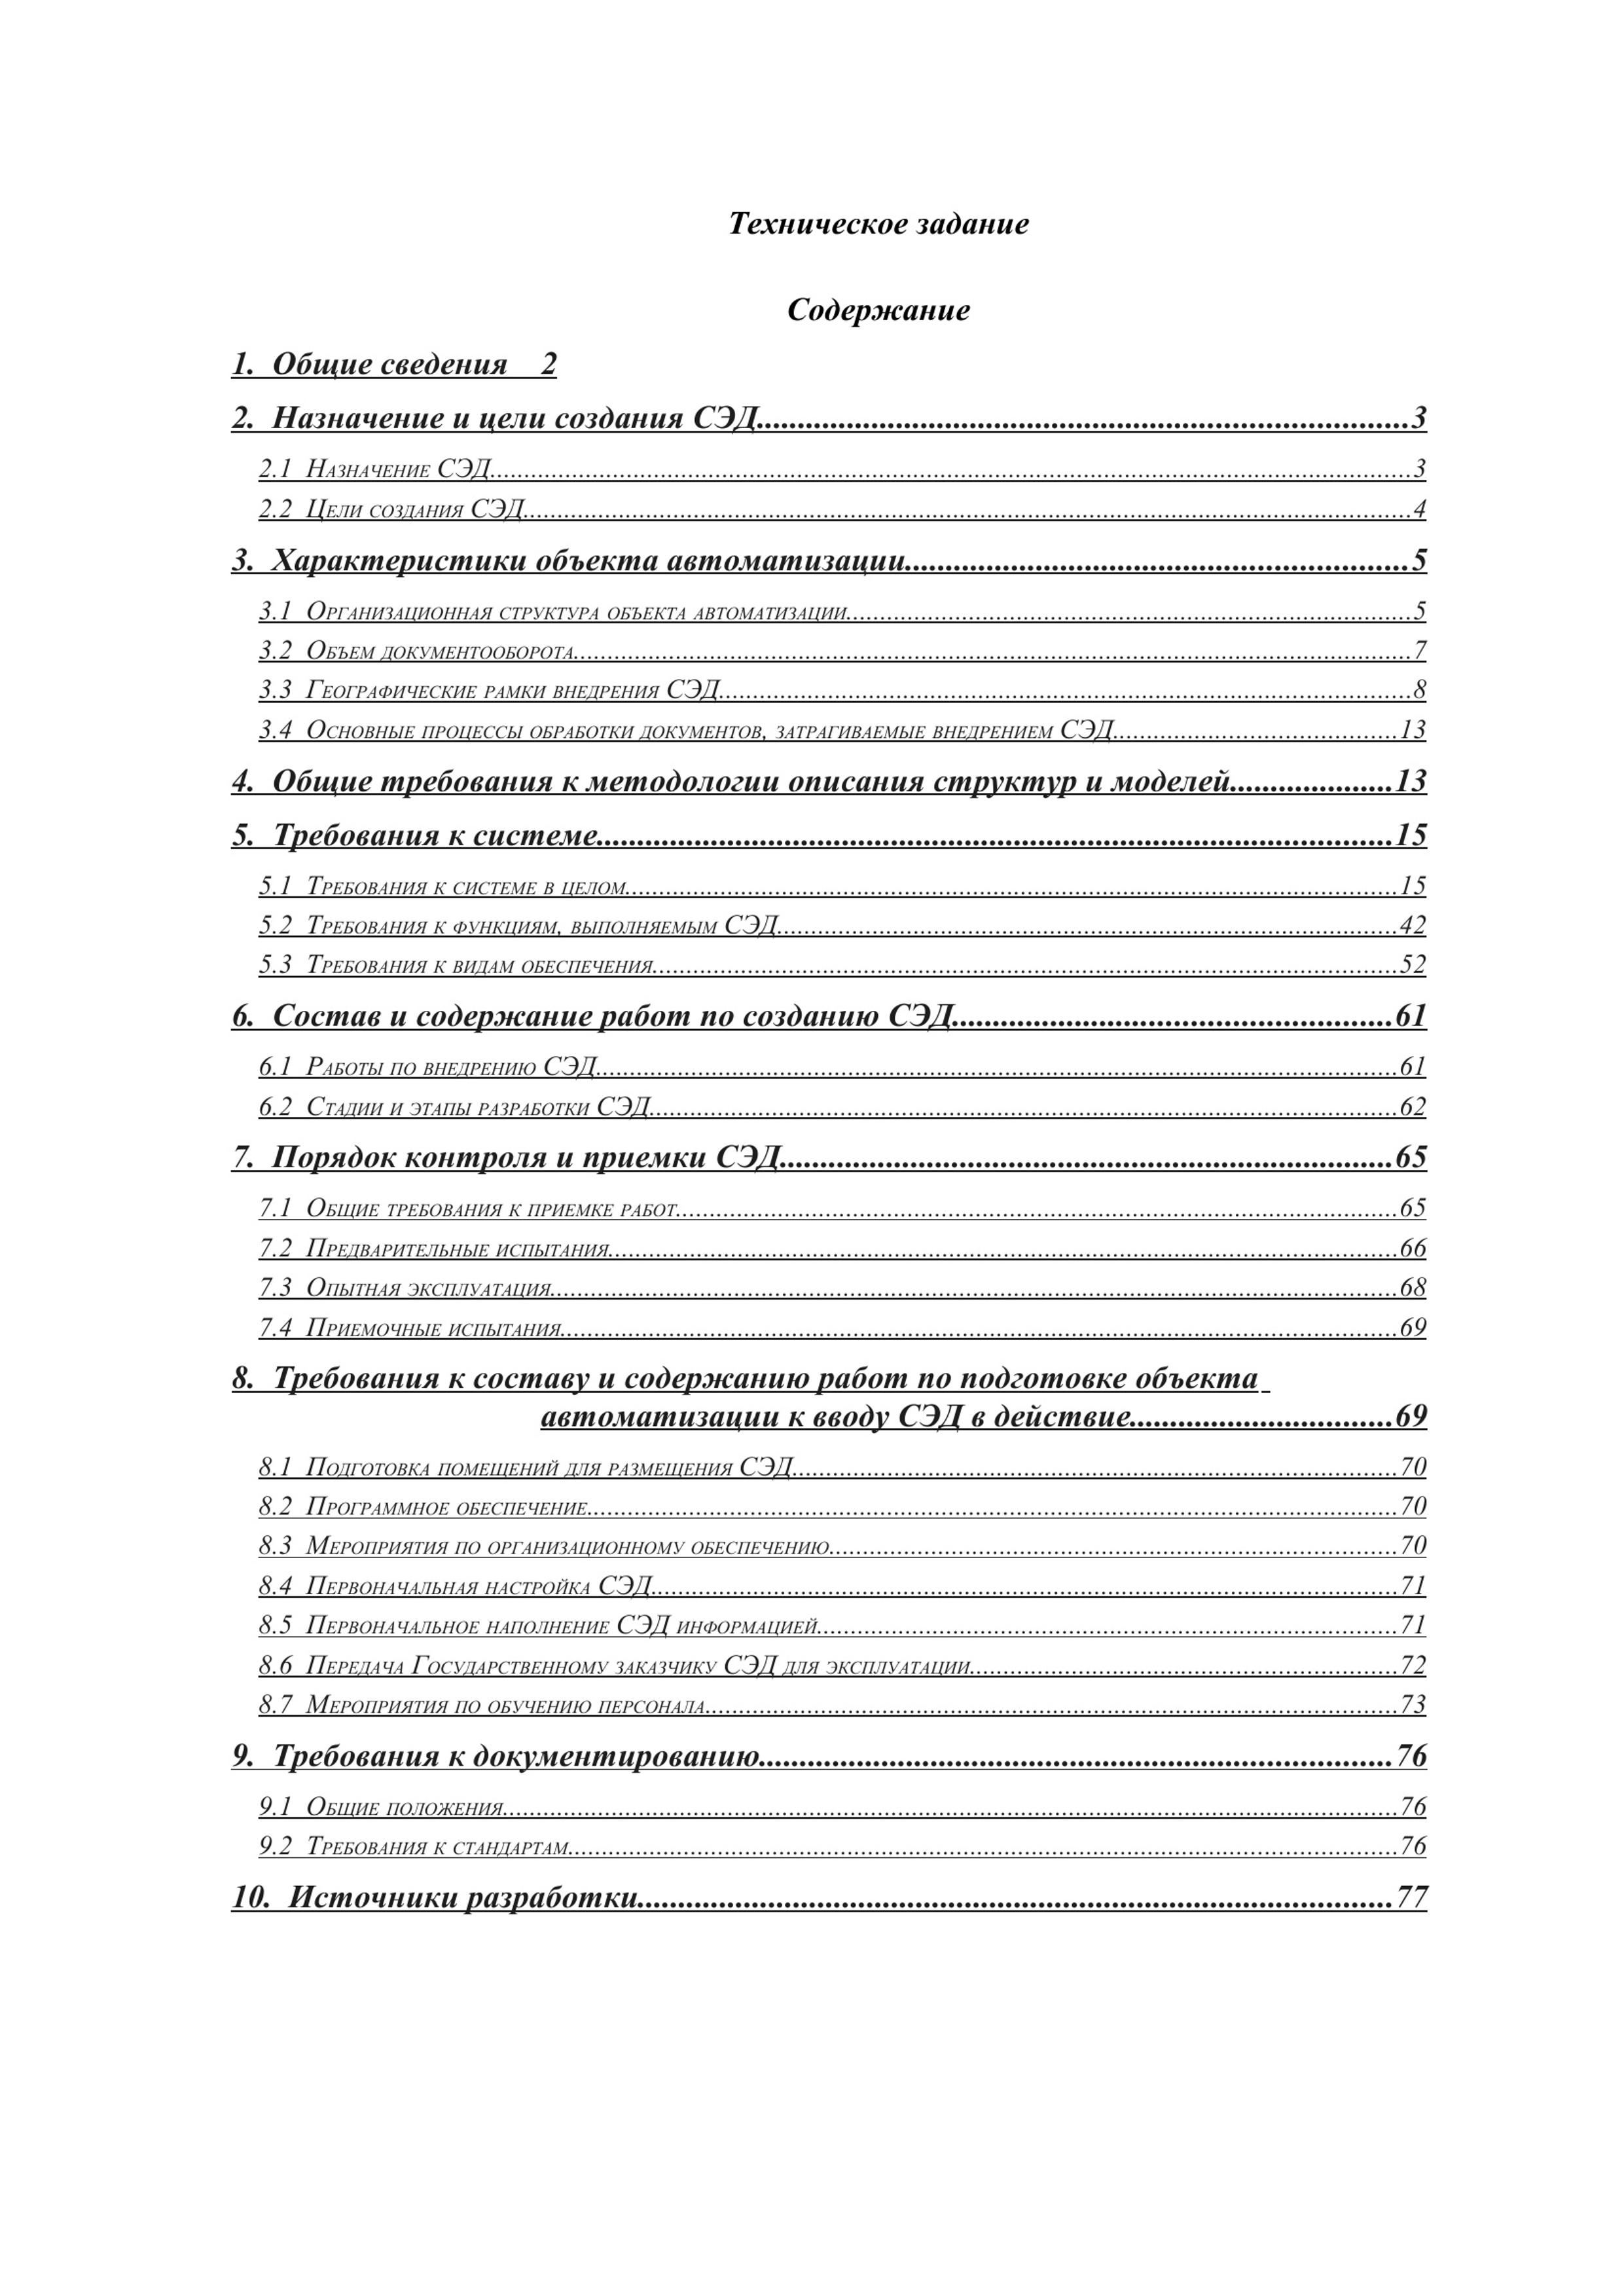 Техническое задание
Содержание
1. Общие сведения 2
2. Назначение и цели создания СЭД...3
2.1 Назначение СЭД...3
2.2 Цели создания СЭД...4
3. Характеристики объекта автоматизации...5
3.1 Организационная структура объекта автоматизации...5
3.2 Объем документооборота...7
3.3 Географические рамки внедрения СЭД...8
3.4 Основные процессы обработки документов, затрагиваемые внедрением СЭД...13
4. Общие требования к методологии описания структур и моделей...13
5. Требования к системе...15
5.1 Требования к системе в целом...15
5.2 Требования к функциям, выполняемым СЭД...42
5.3 Требования к видам обеспечения...52
6. Состав и содержание работ по созданию СЭД...61
6.1 Работы по внедрению СЭД...61
6.2 Стадии и этапы разработки СЭД...62
7. Порядок контроля и приемки СЭД...65
7.1 Общие требования к приемке работ...65
7.2 Предварительные испытания...66
7.3 Опытная эксплуатация...68
7.4 Приемочные испытания...69
8. Требования к составу и содержанию работ по подготовке объекта
автоматизации к вводу СЭД в действие...69
8.1 Подготовка помещений для размещения СЭД...70
8.2 Программное обеспечение...70
8.3 Мероприятия по организационному обеспечению...70
8.4 Первоначальная настройка СЭД...71
8.5 Первоначальное наполнение СЭД информацией...71
8.6 Передача Государственному заказчику СЭД для эксплуатации...72
8.7 Мероприятия по обучению персонала...73
9. Требования к документированию...76
9.1 Общие положения...76
9.2 Требования к стандартам...76
10. Источники разработки...77